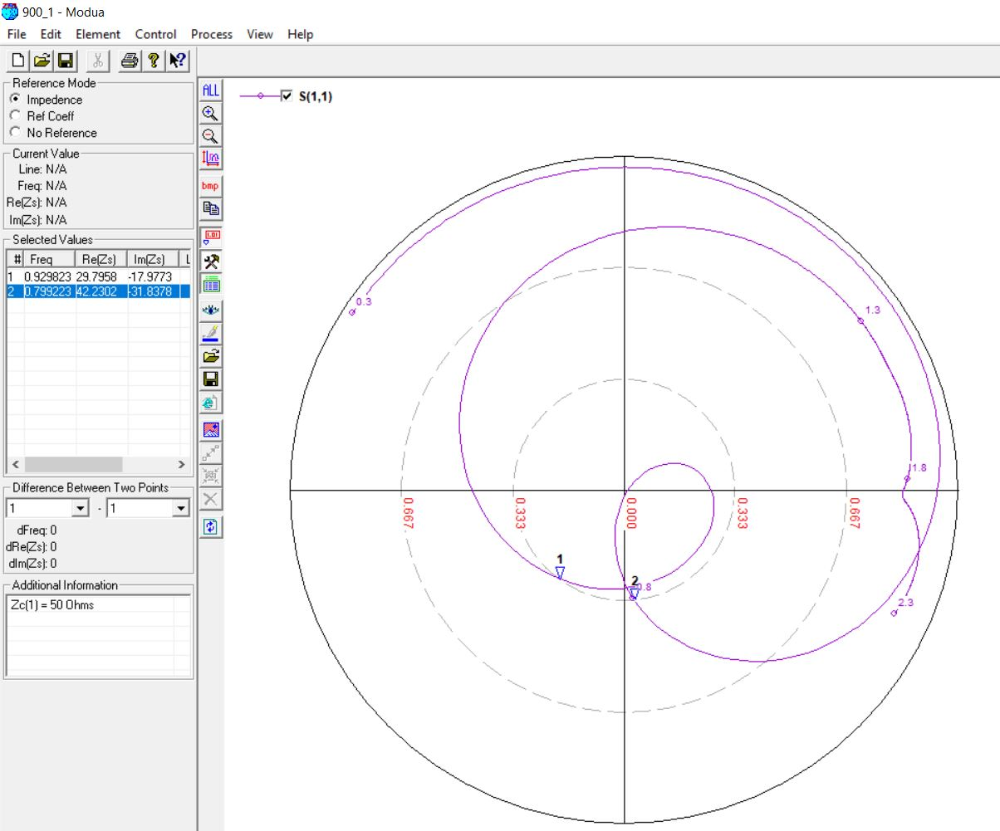 900_1 - Modua
File Edit Element Control Process View Help
Reference Mode
Impedence
Ref Coeff
No Reference
Current Value
Line: N/A
Freq: N/A
Re(Zs): N/A
Im(Zs): N/A
Selected Values
# Freq Re(Zs) Im(Zs) L
1 0.929823 29.7958 -17.9773
2 0.799223 42.2302 -31.8378
Difference Between Two Points
1 - 1
dFreq: 0
dRe(Zs): 0
dIm(Zs): 0
Additional Information
Zc(1) = 50 Ohms
ALL
bmp
1.01
S(1,1)
0.3
1.3
1.8
0.667
0.333
0.000
0.333
0.667
1
2
0.8
2.3